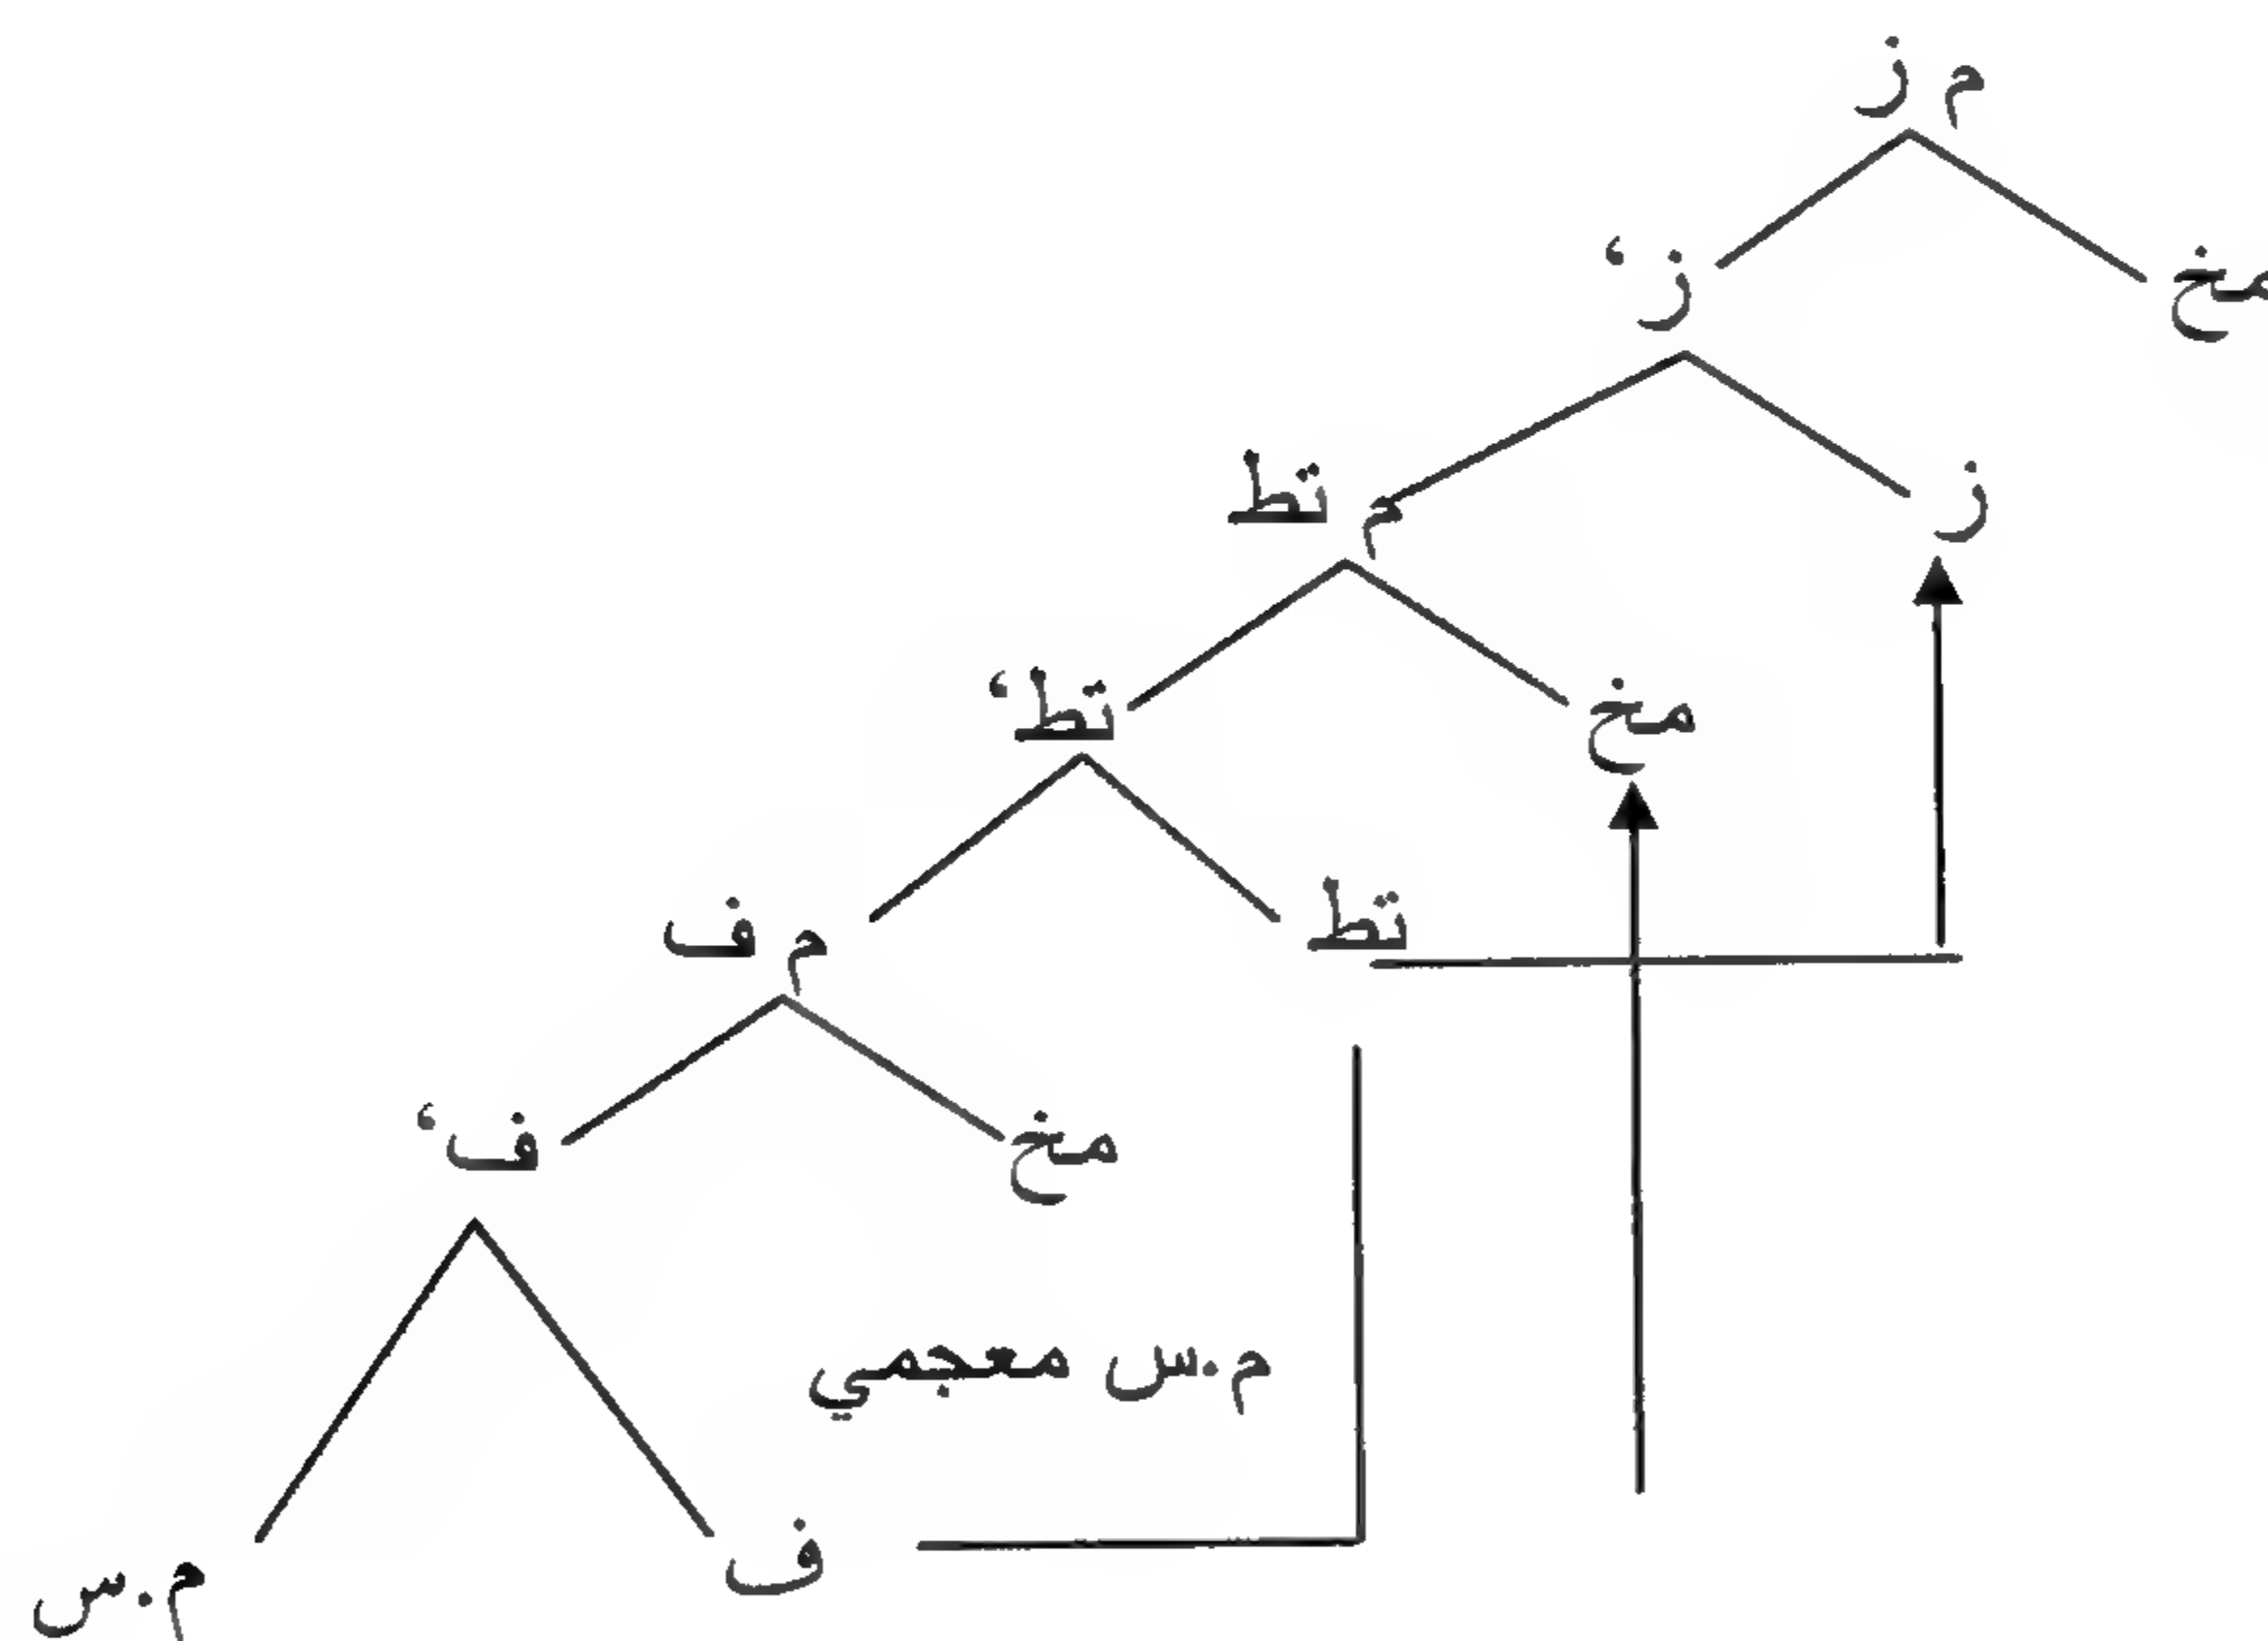 م ز
مخ
ز‘
ز
م تط
مخ
تط‘
تط
م ف
مخ
ف‘
م.س معجمي
ف
م.س